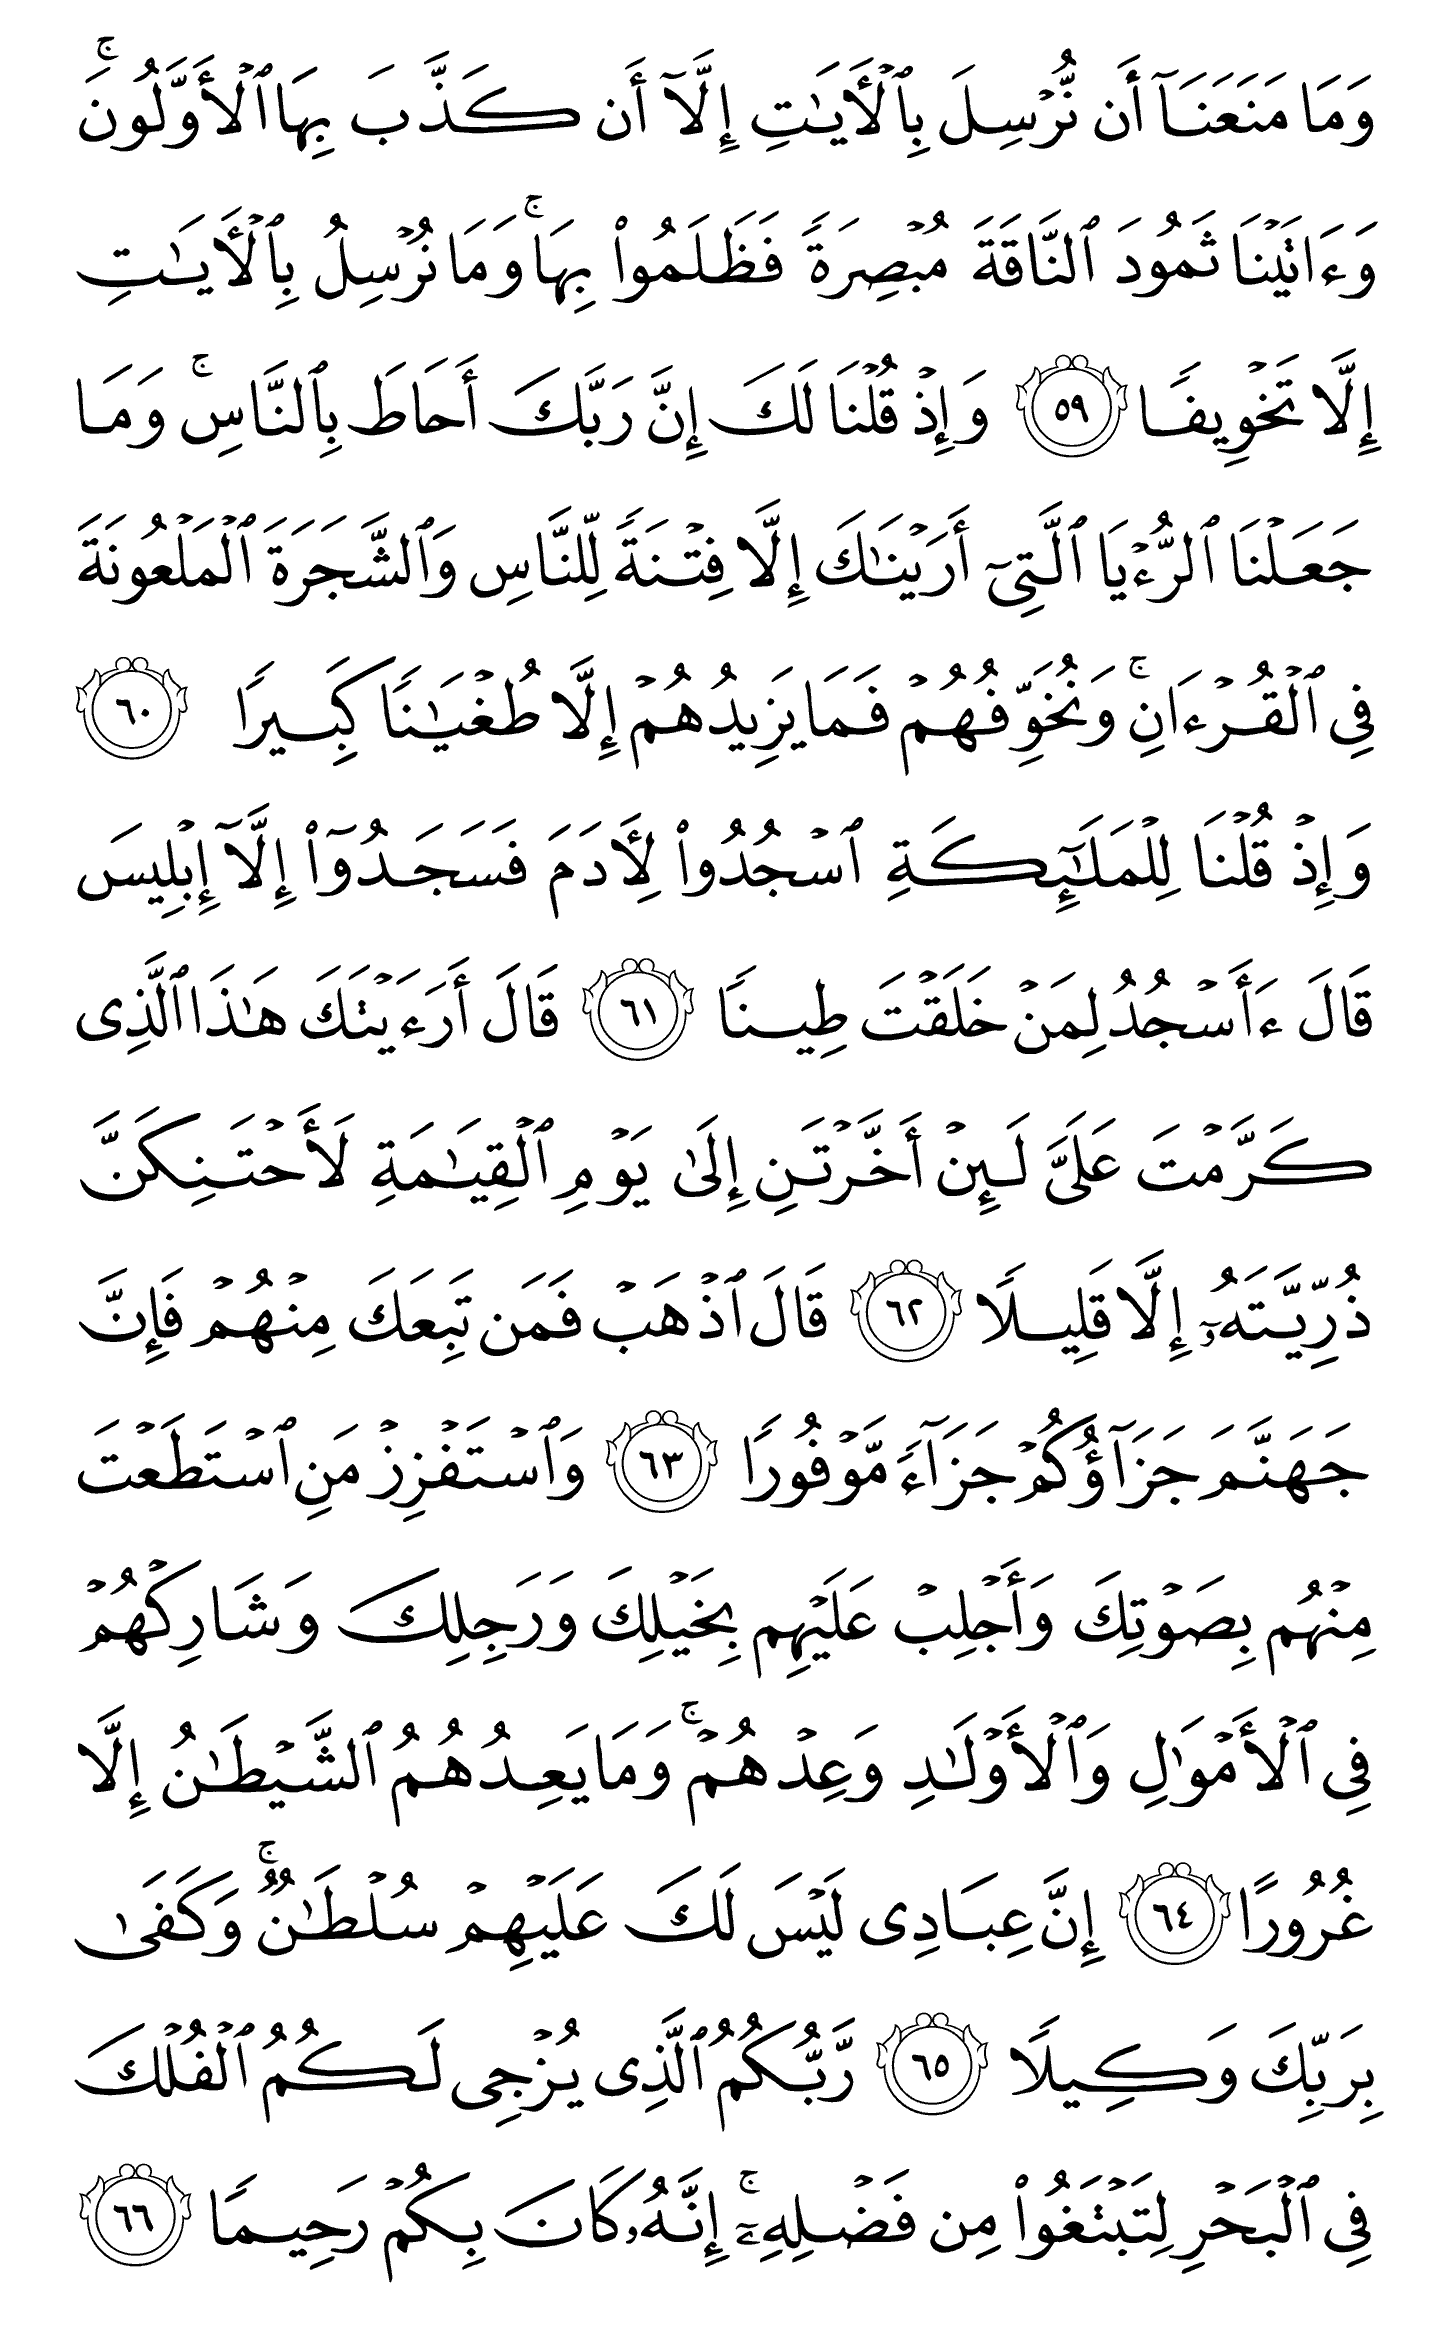 وَمَا مَنَعَنَآ أَن نُّرۡسِلَ بِٱلۡأٓيَٰتِ إِلَّآ أَن كَذَّبَ بِهَا ٱلۡأَوَّلُونَۚ
وَءَاتَيۡنَا ثَمُودَ ٱلنَّاقَةَ مُبۡصِرَةٗ فَظَلَمُواْ بِهَاۚ وَمَا نُرۡسِلُ بِٱلۡأٓيَٰتِ
إِلَّا تَخۡوِيفٗا ٥٩ وَإِذۡ قُلۡنَا لَكَ إِنَّ رَبَّكَ أَحَاطَ بِٱلنَّاسِۚ وَمَا
جَعَلۡنَا ٱلرُّءۡيَا ٱلَّتِيٓ أَرَيۡنَٰكَ إِلَّا فِتۡنَةٗ لِّلنَّاسِ وَٱلشَّجَرَةَ ٱلۡمَلۡعُونَةَ
فِي ٱلۡقُرۡءَانِۚ وَنُخَوِّفُهُمۡ فَمَا يَزِيدُهُمۡ إِلَّا طُغۡيَٰنٗا كَبِيرٗا ٦٠
وَإِذۡ قُلۡنَا لِلۡمَلَٰٓئِكَةِ ٱسۡجُدُواْ لِأٓدَمَ فَسَجَدُوٓاْ إِلَّآ إِبۡلِيسَ
قَالَ ءَأَسۡجُدُ لِمَنۡ خَلَقۡتَ طِينٗا ٦١ قَالَ أَرَءَيۡتَكَ هَٰذَا ٱلَّذِي
كَرَّمۡتَ عَلَيَّ لَئِنۡ أَخَّرۡتَنِ إِلَىٰ يَوۡمِ ٱلۡقِيَٰمَةِ لَأَحۡتَنِكَنَّ
ذُرِّيَّتَهُۥٓ إِلَّا قَلِيلٗا ٦٢ قَالَ ٱذۡهَبۡ فَمَن تَبِعَكَ مِنۡهُمۡ فَإِنَّ
جَهَنَّمَ جَزَآؤُكُمۡ جَزَآءٗ مَّوۡفُورٗا ٦٣ وَٱسۡتَفۡزِزۡ مَنِ ٱسۡتَطَعۡتَ
مِنۡهُم بِصَوۡتِكَ وَأَجۡلِبۡ عَلَيۡهِم بِخَيۡلِكَ وَرَجِلِكَ وَشَارِكۡهُمۡ
فِي ٱلۡأَمۡوَٰلِ وَٱلۡأَوۡلَٰدِ وَعِدۡهُمۡۚ وَمَا يَعِدُهُمُ ٱلشَّيۡطَٰنُ إِلَّا
غُرُورًا ٦٤ إِنَّ عِبَادِي لَيۡسَ لَكَ عَلَيۡهِمۡ سُلۡطَٰنٞۚ وَكَفَىٰ
بِرَبِّكَ وَكِيلٗا ٦٥ رَّبُّكُمُ ٱلَّذِي يُزۡجِي لَكُمُ ٱلۡفُلۡكَ
فِي ٱلۡبَحۡرِ لِتَبۡتَغُواْ مِن فَضۡلِهِۦٓۚ إِنَّهُۥ كَانَ بِكُمۡ رَحِيمٗا ٦٦